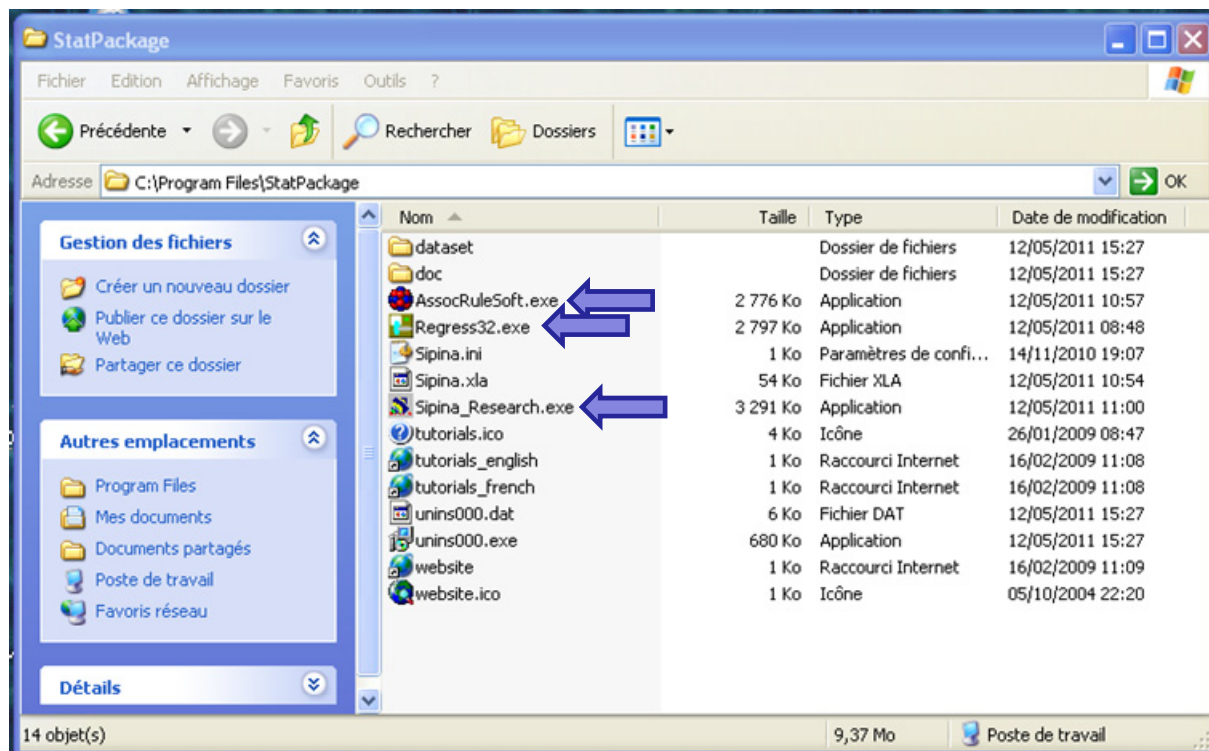 StatPackage
Fichier Edition Affichage Favoris Outils ?
Précédente Rechercher Dossiers
Adresse C:\Program Files\StatPackage OK
Gestion des fichiers
Créer un nouveau dossier
Publier ce dossier sur le
Web
Partager ce dossier
Autres emplacements
Program Files
Mes documents
Documents partagés
Poste de travail
Favoris réseau
Détails
Nom Taille Type Date de modification
dataset Dossier de fichiers 12/05/2011 15:27
doc Dossier de fichiers 12/05/2011 15:27
AssocRuleSoft.exe 2 776 Ko Application 12/05/2011 10:57
Regress32.exe 2 797 Ko Application 12/05/2011 08:48
Sipina.ini 1 Ko Paramètres de confi... 14/11/2010 19:07
Sipina.xla 54 Ko Fichier XLA 12/05/2011 10:54
Sipina_Research.exe 3 291 Ko Application 12/05/2011 11:00
tutorials.ico 4 Ko Icône 26/01/2009 08:47
tutorials_english 1 Ko Raccourci Internet 16/02/2009 11:08
tutorials_french 1 Ko Raccourci Internet 16/02/2009 11:08
unins000.dat 6 Ko Fichier DAT 12/05/2011 15:27
unins000.exe 680 Ko Application 12/05/2011 15:27
website 1 Ko Raccourci Internet 16/02/2009 11:09
website.ico 1 Ko Icône 05/10/2004 22:20
14 objet(s) 9,37 Mo Poste de travail